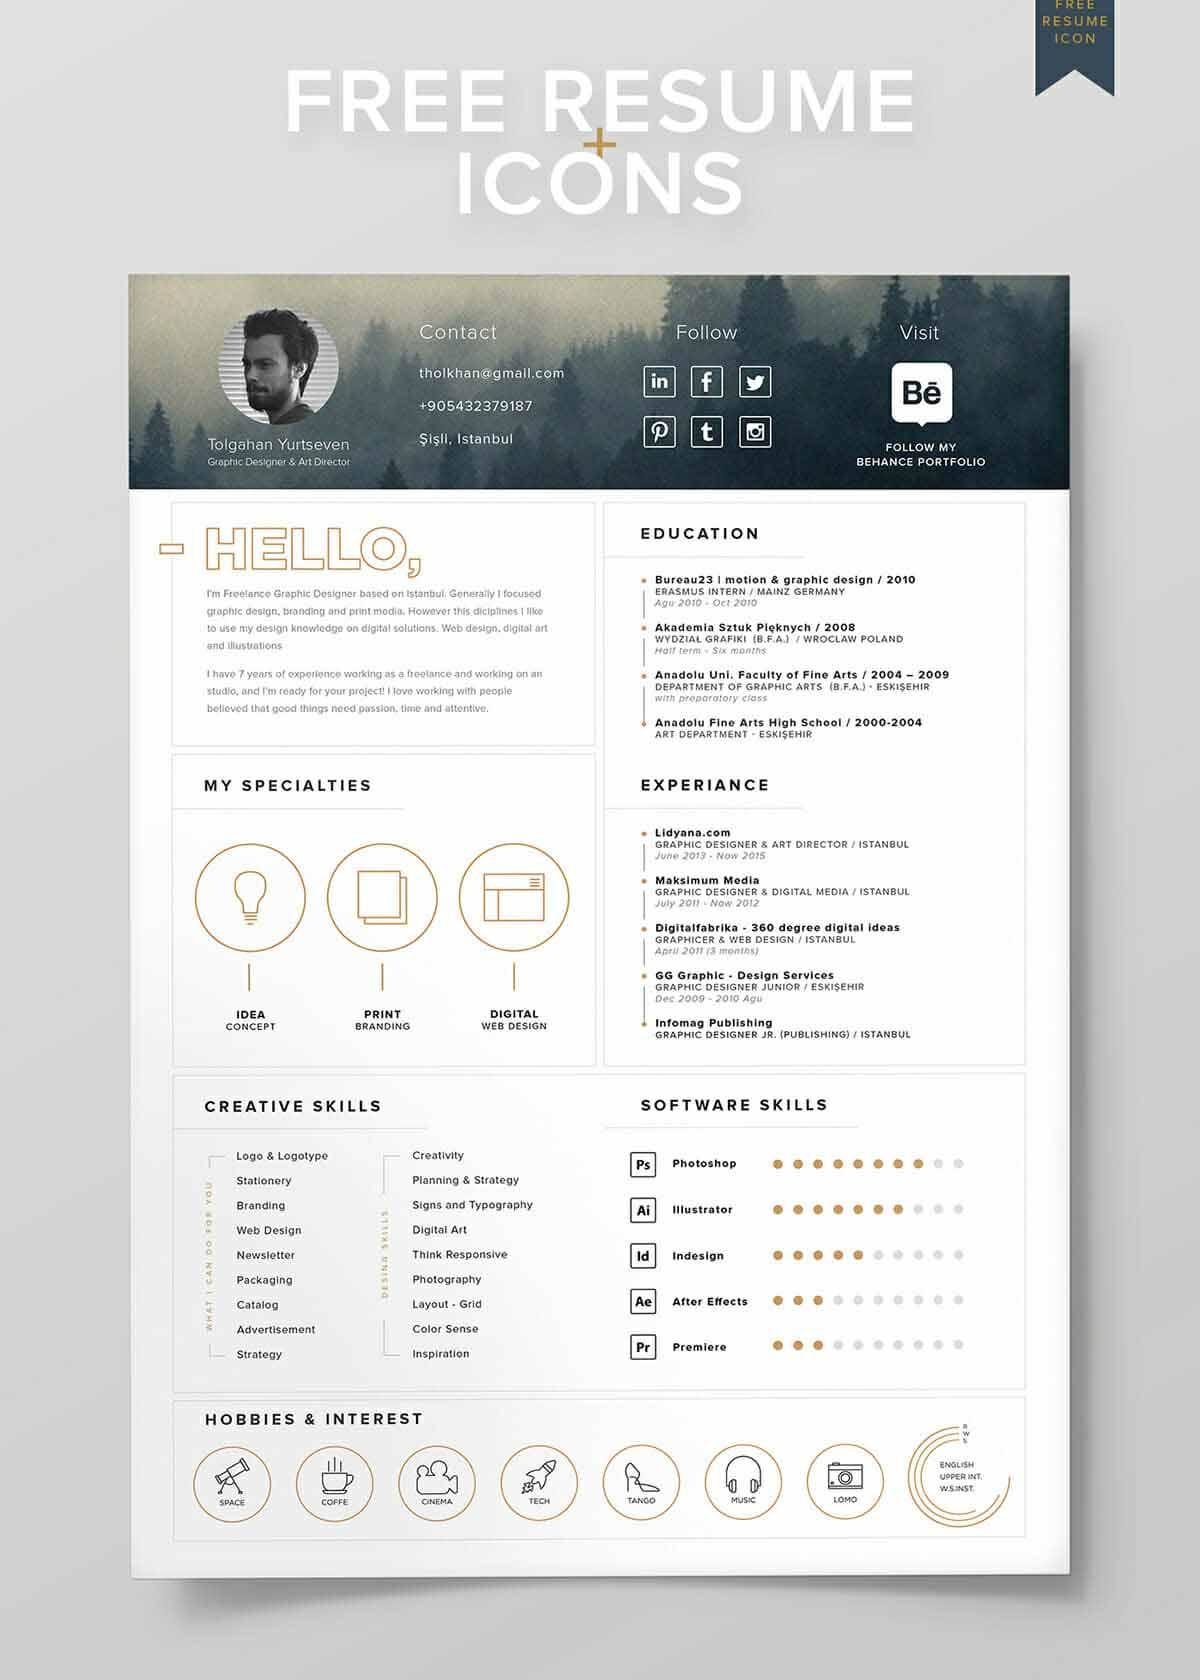 FREE
RESUME
ICON
FREE RESUME
+
ICONS
Tolgahan Yurtseven
Graphic Designer & Art Director
Contact
tholkhan@gmail.com
+905432379187
Şişli, Istanbul
Follow
in f
t
Visit
Bē
FOLLOW MY
BEHANCE PORTFOLIO
- HELLO,
I'm Freelance Graphic Designer based on Istanbul. Generally I focused
graphic design, branding and print media. However this diciplines I like
to use my design knowledge on digital solutions. Web design, digital art
and illustrations
I have 7 years of experience working as a freelance and working on an
studio, and I'm ready for your project! I love working with people
believed that good things need passion, time and attentive.
EDUCATION
Bureau23 | motion & graphic design / 2010
ERASMUS INTERN / MAINZ GERMANY
Agu 2010 - Oct 2010
Akademia Sztuk Pięknych / 2008
WYDZIAŁ GRAFIKI (B.F.A.) / WROCLAW POLAND
Half term - Six months
Anadolu Uni. Faculty of Fine Arts / 2004 – 2009
DEPARTMENT OF GRAPHIC ARTS (B.F.A.) - ESKIŞEHIR
with preparatory class
Anadolu Fine Arts High School / 2000-2004
ART DEPARTMENT - ESKIŞEHIR
MY SPECIALTIES
IDEA
CONCEPT
PRINT
BRANDING
DIGITAL
WEB DESIGN
EXPERIANCE
Lidyana.com
GRAPHIC DESIGNER & ART DIRECTOR / ISTANBUL
June 2013 - Now 2015
Maksimum Media
GRAPHIC DESIGNER & DIGITAL MEDIA / ISTANBUL
July 2011 - Now 2012
Digitalfabrika - 360 degree digital ideas
GRAPHICER & WEB DESIGN / ISTANBUL
April 2011 (3 months)
GG Graphic - Design Services
GRAPHIC DESIGNER JUNIOR / ESKIŞEHIR
Dec 2009 - 2010 Agu
Infomag Publishing
GRAPHIC DESIGNER JR. (PUBLISHING) / ISTANBUL
CREATIVE SKILLS
WHAT I CAN DO FOR YOU
Logo & Logotype
Stationery
Branding
Web Design
Newsletter
Packaging
Catalog
Advertisement
Strategy
DESING SKILLS
Creativity
Planning & Strategy
Signs and Typography
Digital Art
Think Responsive
Photography
Layout - Grid
Color Sense
Inspiration
SOFTWARE SKILLS
Ps Photoshop
Ai Illustrator
Id Indesign
Ae After Effects
Pr Premiere
HOBBIES & INTEREST
SPACE
COFFE
CINEMA
TECH
TANGO
MUSIC
LOMO
R
W
S
ENGLISH
UPPER INT.
W.S.INST.